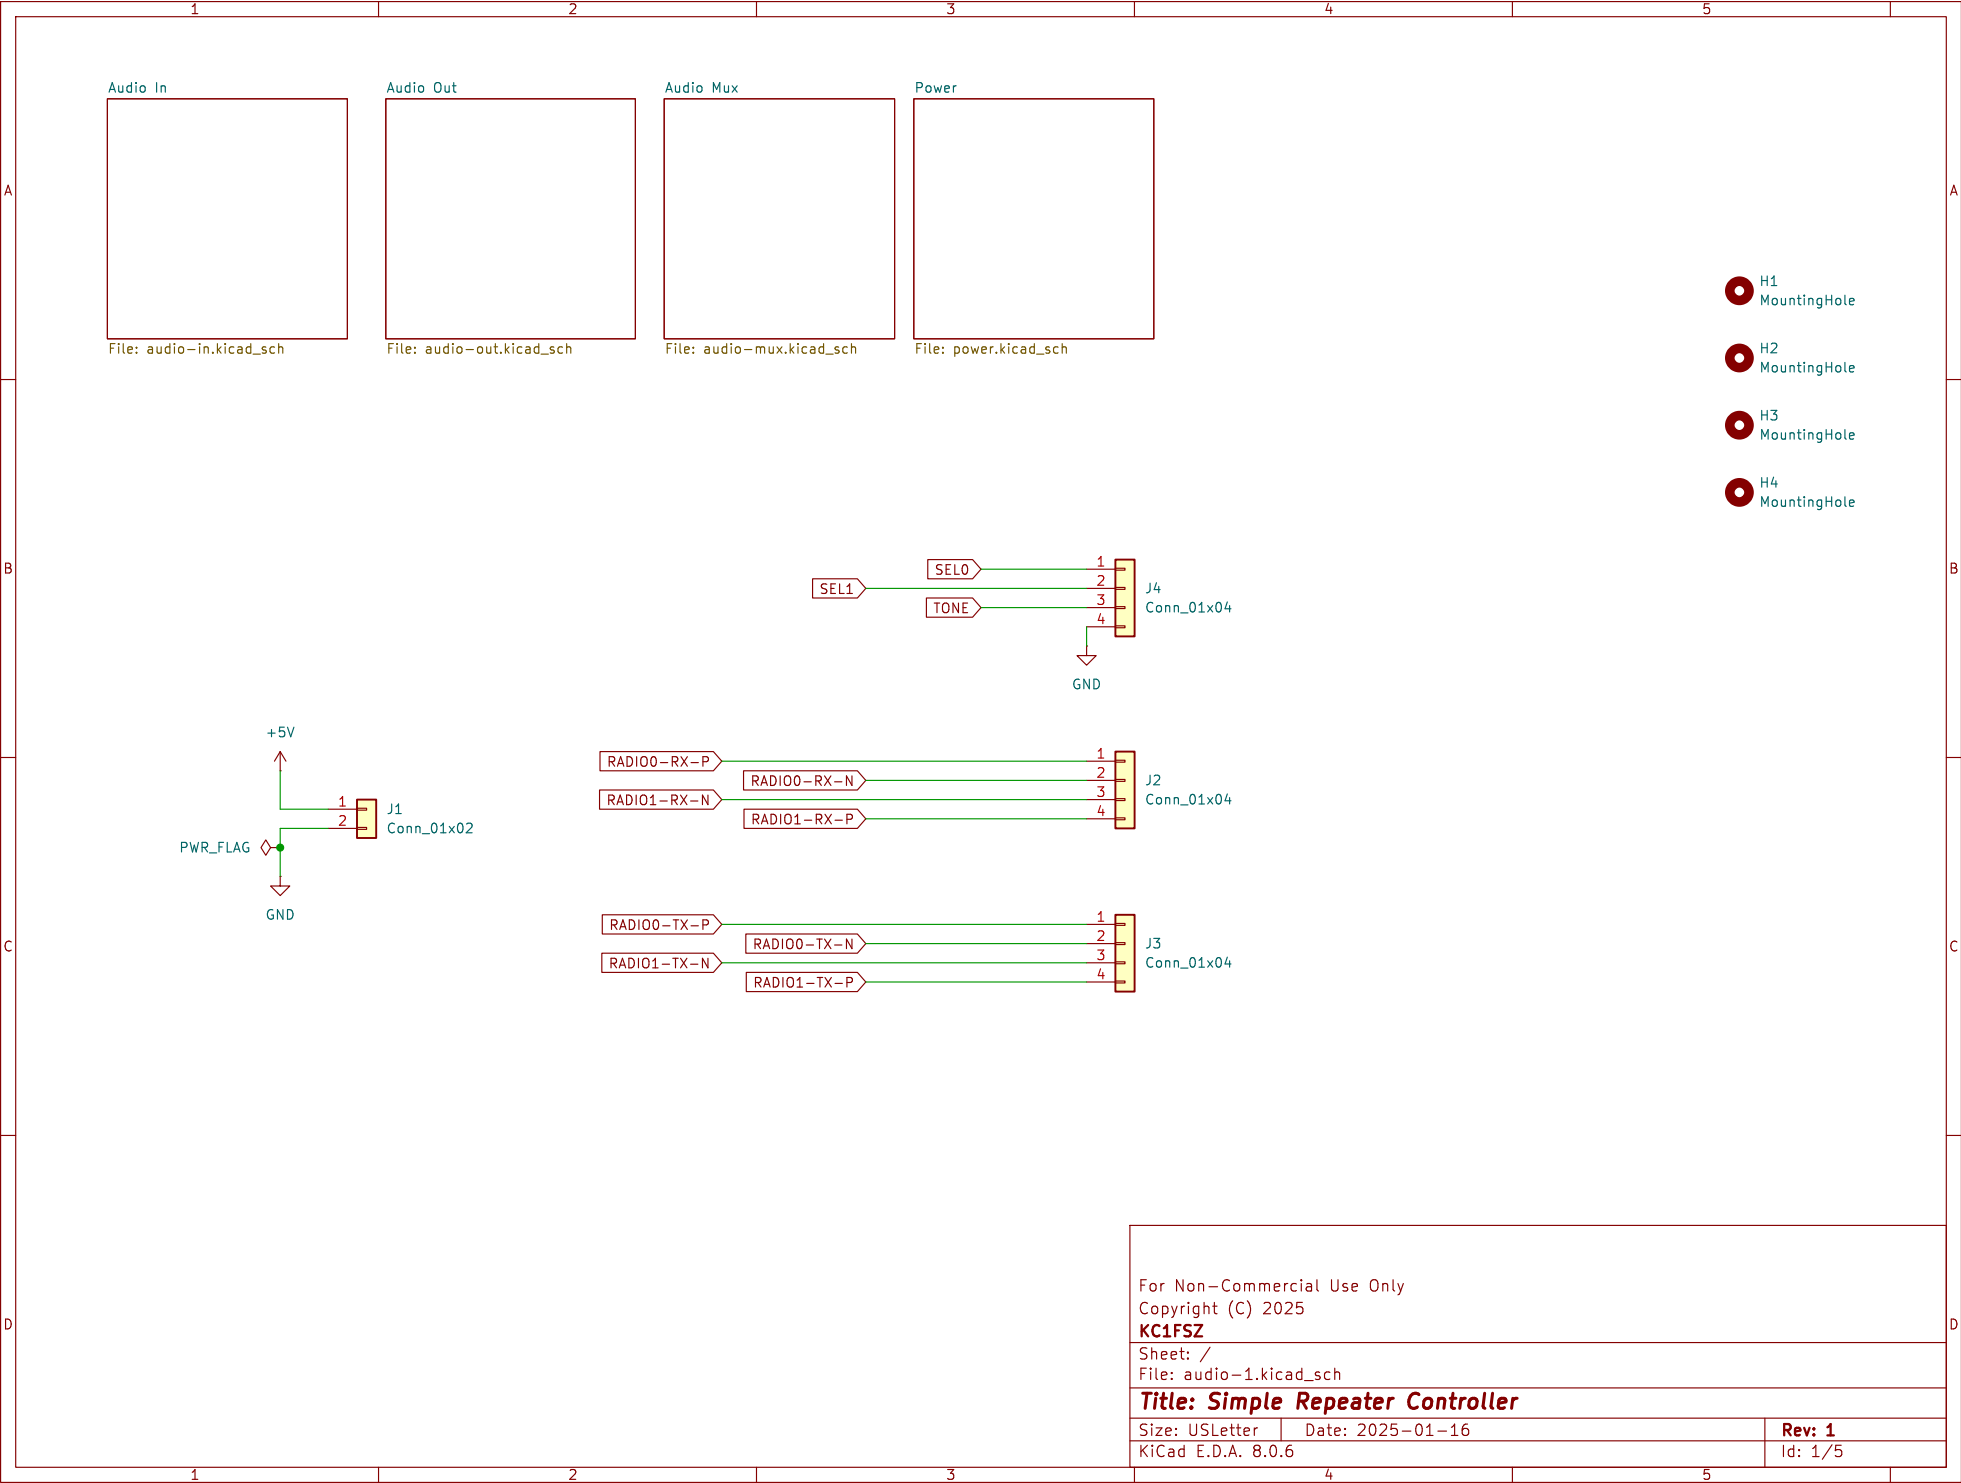 1 2 3 4 5
Audio In
Audio Out
Audio Mux
Power
A
A
File: audio-in.kicad_sch
File: audio-out.kicad_sch
File: audio-mux.kicad_sch
File: power.kicad_sch
H1
MountingHole
H2
MountingHole
H3
MountingHole
H4
MountingHole
B
B
SEL0
SEL1
TONE
1
2
3
4
J4
Conn_01x04
GND
+5V
1
2
J1
Conn_01x02
PWR_FLAG
GND
RADIO0-RX-P
RADIO0-RX-N
RADIO1-RX-N
RADIO1-RX-P
1
2
3
4
J2
Conn_01x04
RADIO0-TX-P
RADIO0-TX-N
RADIO1-TX-N
RADIO1-TX-P
1
2
3
4
J3
Conn_01x04
C
C
For Non-Commercial Use Only
Copyright (C) 2025
KC1FSZ
D
D
Sheet: /
File: audio-1.kicad_sch
Title: Simple Repeater Controller
Size: USLetter
Date: 2025-01-16
Rev: 1
KiCad E.D.A. 8.0.6
Id: 1/5
1 2 3 4 5